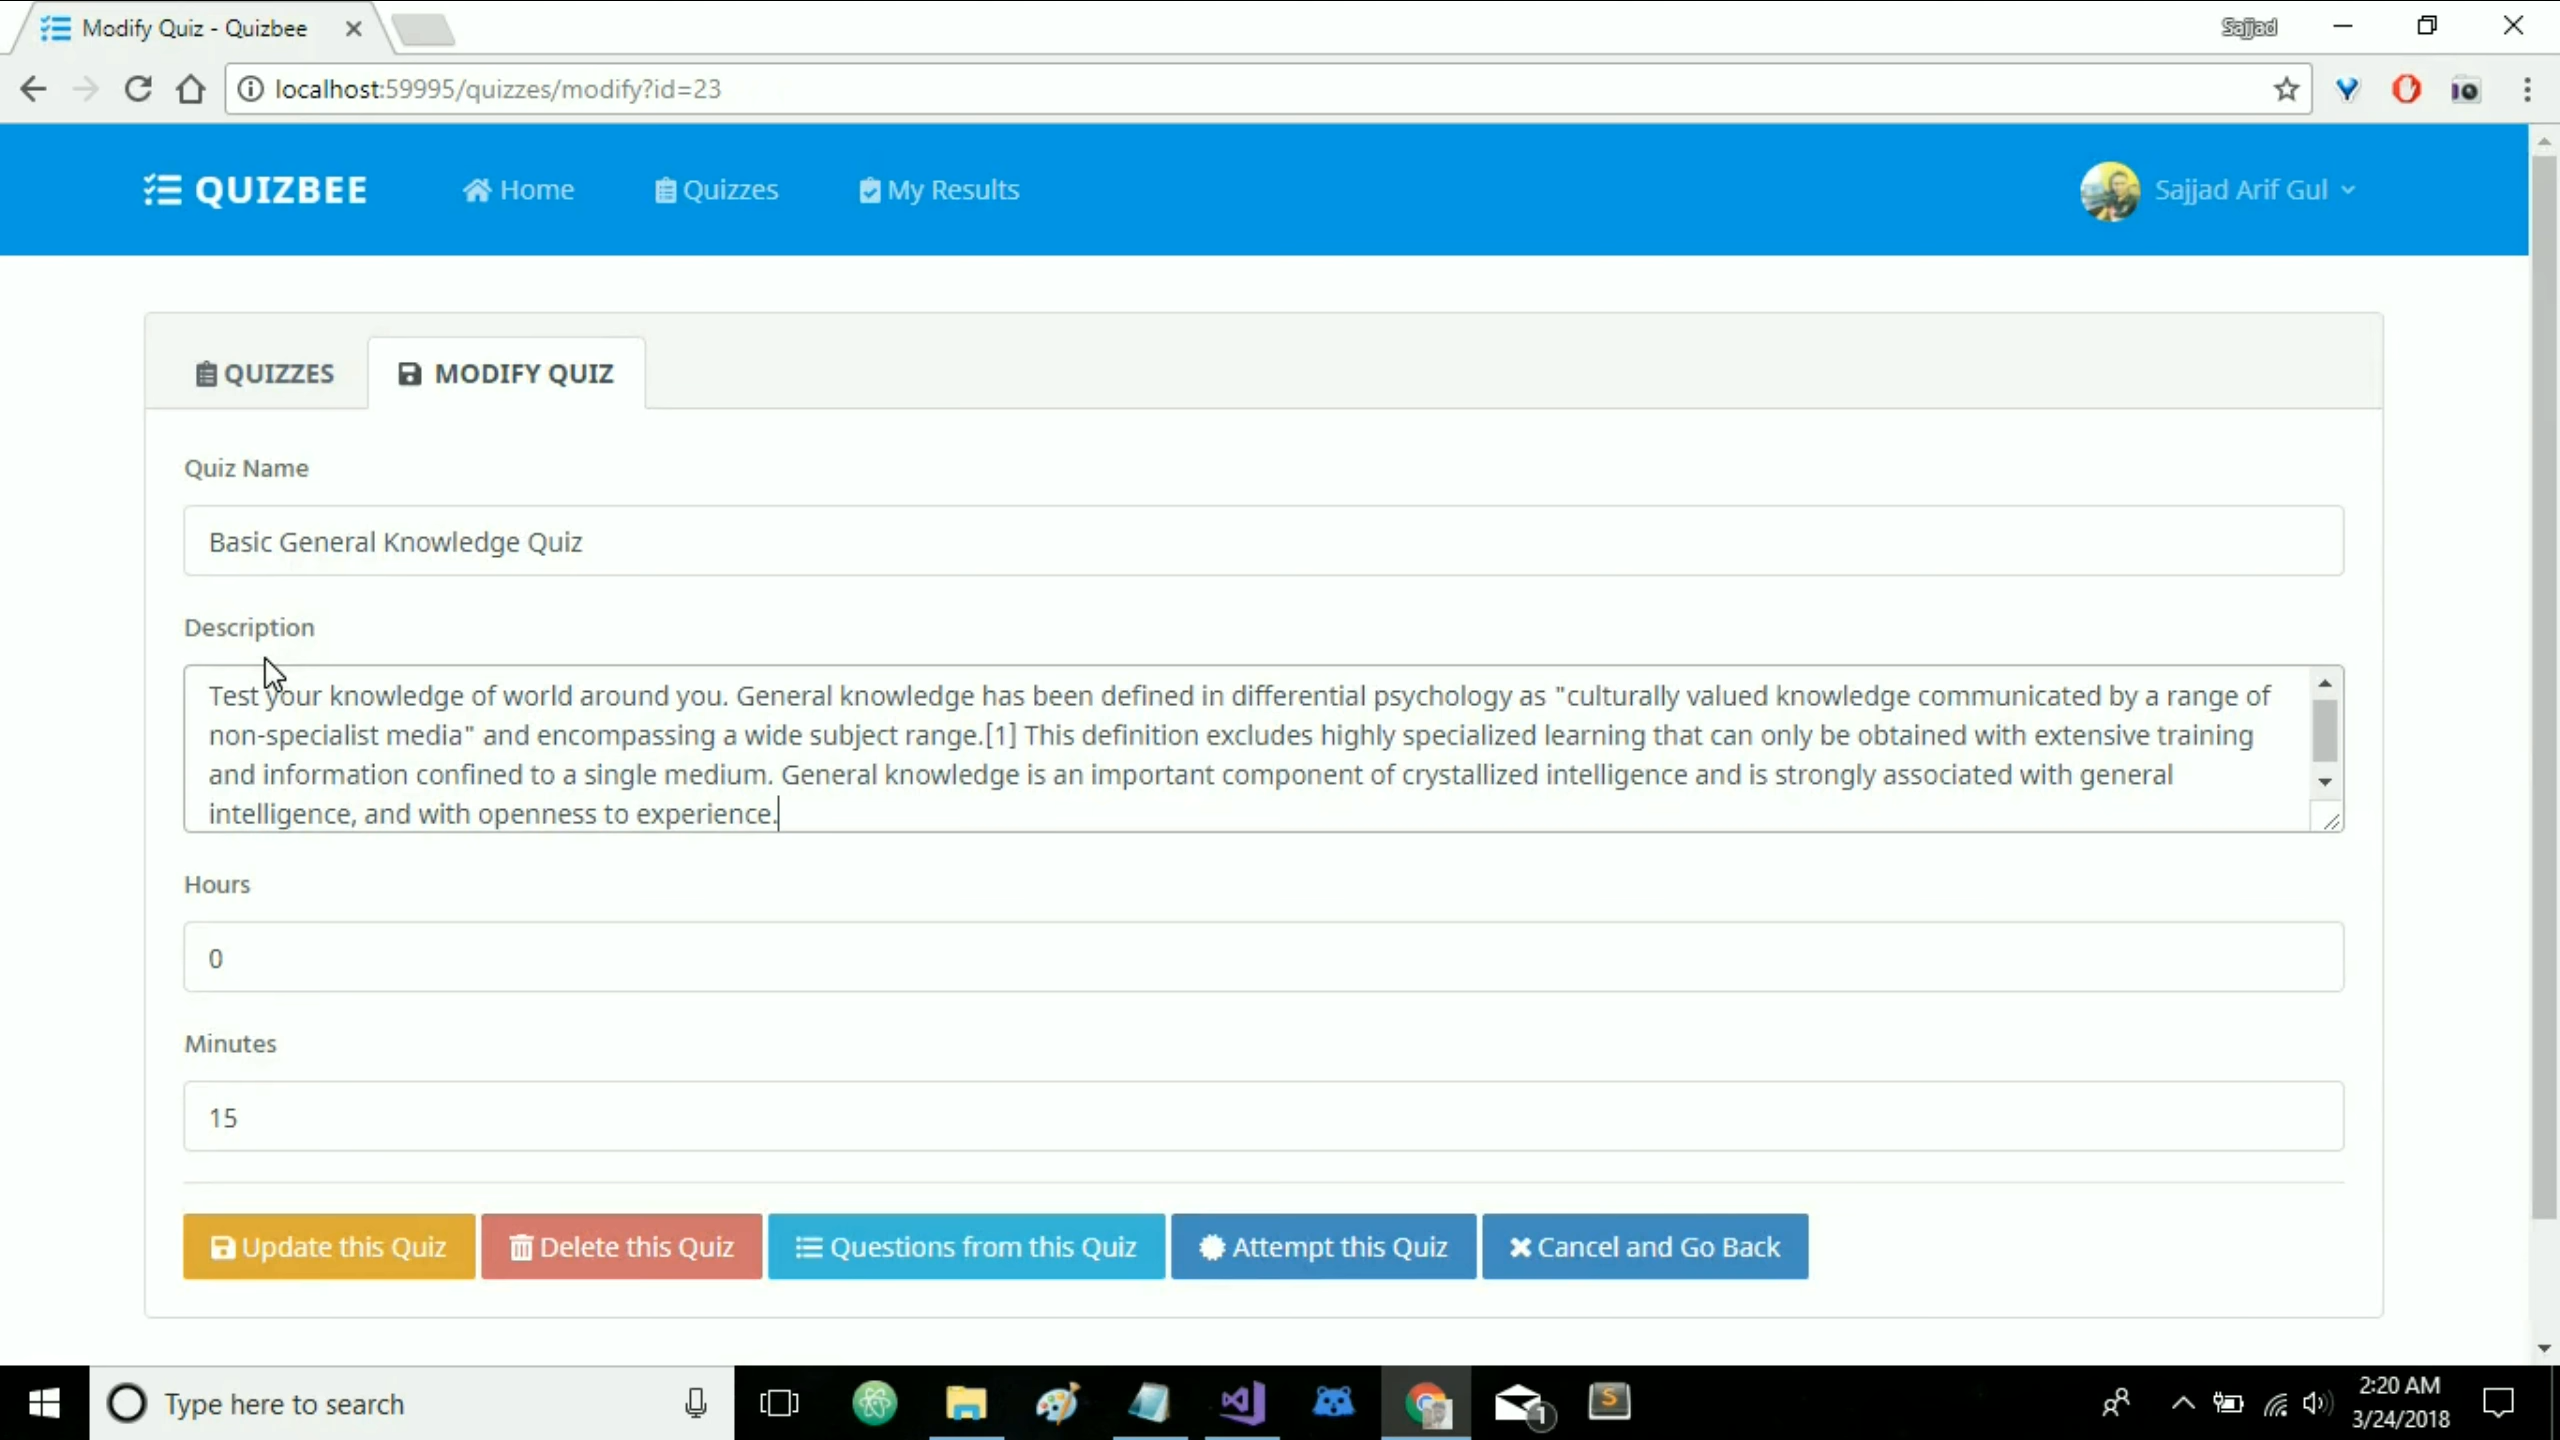 Modify Quiz - Quizbee
Sajjad
localhost:59995/quizzes/modify?id=23
QUIZBEE
Home
Quizzes
My Results
Sajjad Arif Gul
QUIZZES
MODIFY QUIZ
Quiz Name
Basic General Knowledge Quiz
Description
Test your knowledge of world around you. General knowledge has been defined in differential psychology as "culturally valued knowledge communicated by a range of
non-specialist media" and encompassing a wide subject range.[1] This definition excludes highly specialized learning that can only be obtained with extensive training
and information confined to a single medium. General knowledge is an important component of crystallized intelligence and is strongly associated with general
intelligence, and with openness to experience.
Hours
0
Minutes
15
Update this Quiz
Delete this Quiz
Questions from this Quiz
Attempt this Quiz
Cancel and Go Back
Type here to search
1
S
2:20 AM
3/24/2018